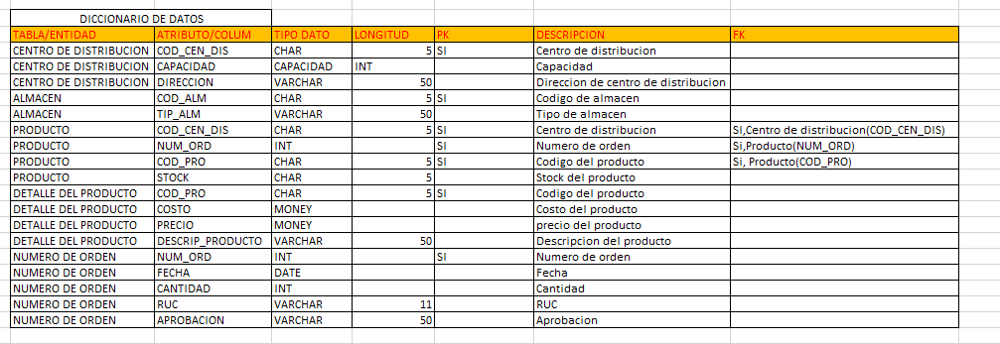 DICCIONARIO DE DATOS
TABLA/ENTIDAD ATRIBUTO/COLUM TIPO DATO LONGITUD PK DESCRIPCION FK
CENTRO DE DISTRIBUCION COD_CEN_DIS CHAR 5 SI Centro de distribucion
CENTRO DE DISTRIBUCION CAPACIDAD CAPACIDAD INT Capacidad
CENTRO DE DISTRIBUCION DIRECCION VARCHAR 50 Direccion de centro de distribucion
ALMACEN COD_ALM CHAR 5 SI Codigo de almacen
ALMACEN TIP_ALM VARCHAR 50 Tipo de almacen
PRODUCTO COD_CEN_DIS CHAR 5 SI Centro de distribucion SI,Centro de distribucion(COD_CEN_DIS)
PRODUCTO NUM_ORD INT SI Numero de orden Si,Producto(NUM_ORD)
PRODUCTO COD_PRO CHAR 5 SI Codigo del producto Si, Producto(COD_PRO)
PRODUCTO STOCK CHAR 5 Stock del producto
DETALLE DEL PRODUCTO COD_PRO CHAR 5 SI Codigo del producto
DETALLE DEL PRODUCTO COSTO MONEY Costo del producto
DETALLE DEL PRODUCTO PRECIO MONEY precio del producto
DETALLE DEL PRODUCTO DESCRIP_PRODUCTO VARCHAR 50 Descripcion del producto
NUMERO DE ORDEN NUM_ORD INT SI Numero de orden
NUMERO DE ORDEN FECHA DATE Fecha
NUMERO DE ORDEN CANTIDAD INT Cantidad
NUMERO DE ORDEN RUC VARCHAR 11 RUC
NUMERO DE ORDEN APROBACION VARCHAR 50 Aprobacion